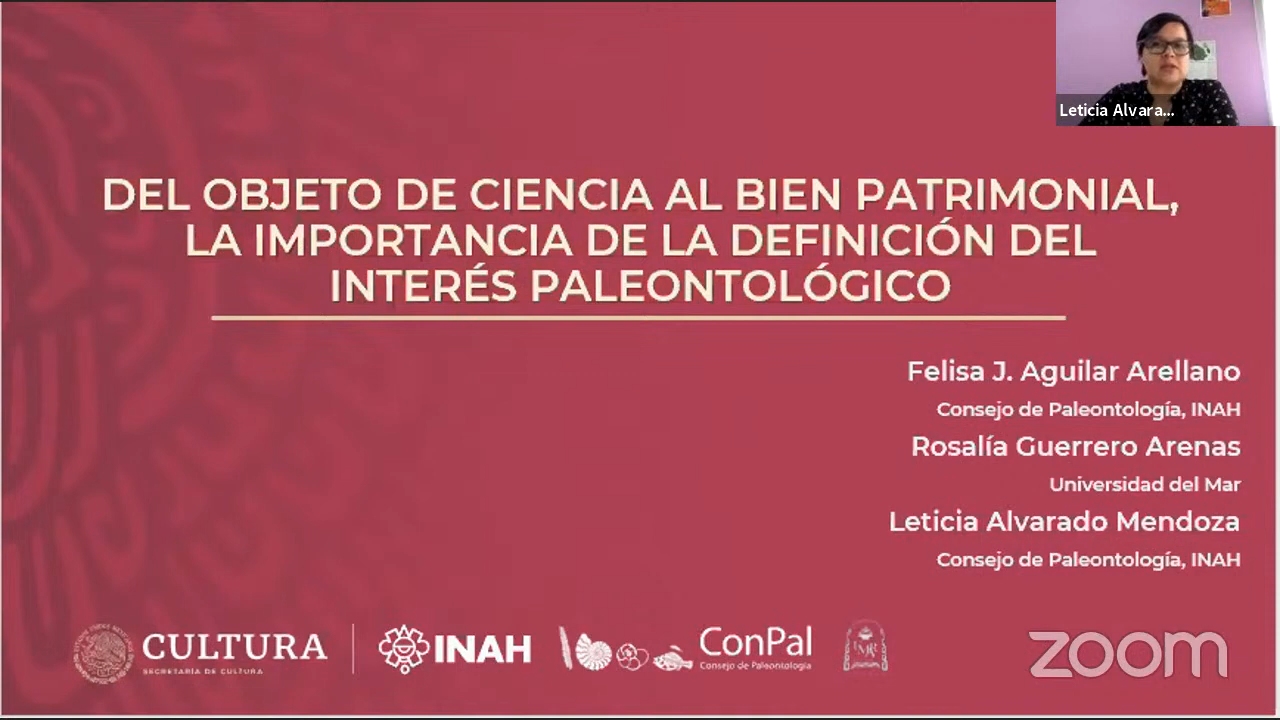 Leticia Alvara...
DEL OBJETO DE CIENCIA AL BIEN PATRIMONIAL,
LA IMPORTANCIA DE LA DEFINICIÓN DEL
INTERÉS PALEONTOLÓGICO
Felisa J. Aguilar Arellano
Consejo de Paleontología, INAH
Rosalía Guerrero Arenas
Universidad del Mar
Leticia Alvarado Mendoza
Consejo de Paleontología, INAH
CULTURA
SECRETARÍA DE CULTURA
INAH
ConPal
Consejo de Paleontología
zoom